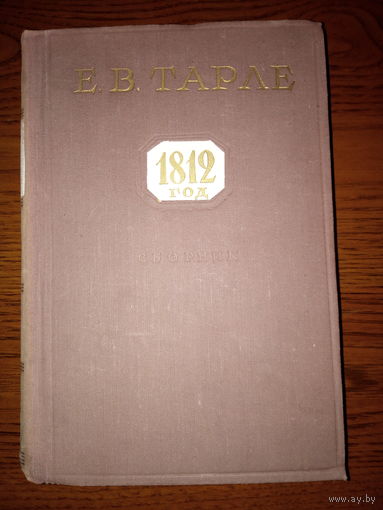 Е. В. ТАРЛЕ
1812
ГОД
СБОРНИК
www.ay.by